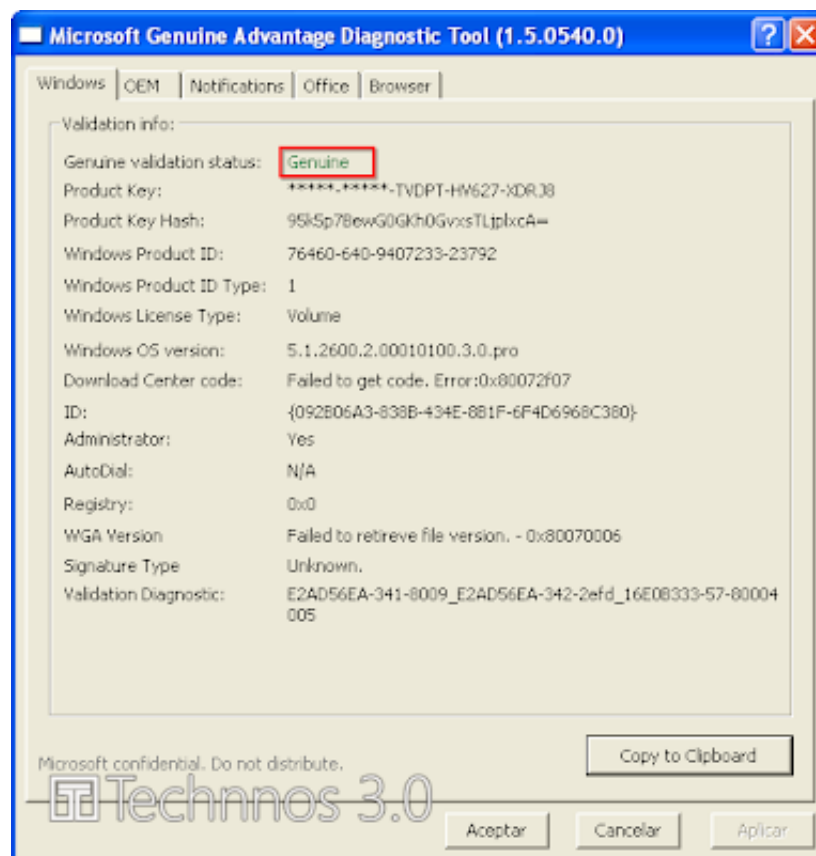 Microsoft Genuine Advantage Diagnostic Tool (1.5.0540.0)
Windows OEM Notifications Office Browser
Validation info:
Genuine validation status: Genuine
Product Key: *****-*****-TVDPT-HV627-XDRJ8
Product Key Hash: 95k5p78ewG0GKh0GvxsTLjplxcA=
Windows Product ID: 76460-640-9407233-23792
Windows Product ID Type: 1
Windows License Type: Volume
Windows OS version: 5.1.2600.2.00010100.3.0.pro
Download Center code: Failed to get code. Error:0x80072f07
ID: {092B06A3-838B-434E-8B1F-6F4D6968C380}
Administrator: Yes
AutoDial: N/A
Registry: 0x0
WGA Version Failed to retireve file version. - 0x80070006
Signature Type Unknown.
Validation Diagnostic: E2AD56EA-341-8009_E2AD56EA-342-2efd_16E08333-57-80004
005
Copy to Clipboard
Microsoft confidential. Do not distribute.
Technnos 3.0
Aceptar Cancelar Aplicar